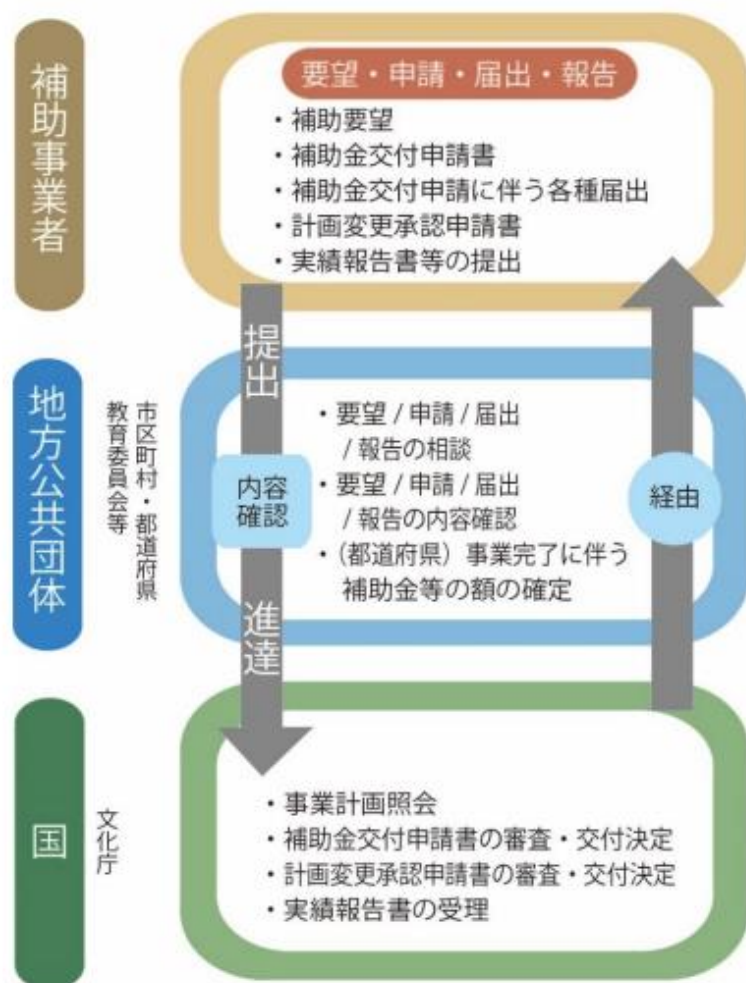 補助事業者
要望・申請・届出・報告
・補助要望
・補助金交付申請書
・補助金交付申請に伴う各種届出
・計画変更承認申請書
・実績報告書等の提出
提出
地方公共団体
市区町村・都道府県
教育委員会等
内容
確認
・要望 / 申請 / 届出
/ 報告の相談
・要望 / 申請 / 届出
/ 報告の内容確認
・(都道府県)事業完了に伴う
補助金等の額の確定
経由
進達
国
文化庁
・事業計画照会
・補助金交付申請書の審査・交付決定
・計画変更承認申請書の審査・交付決定
・実績報告書の受理